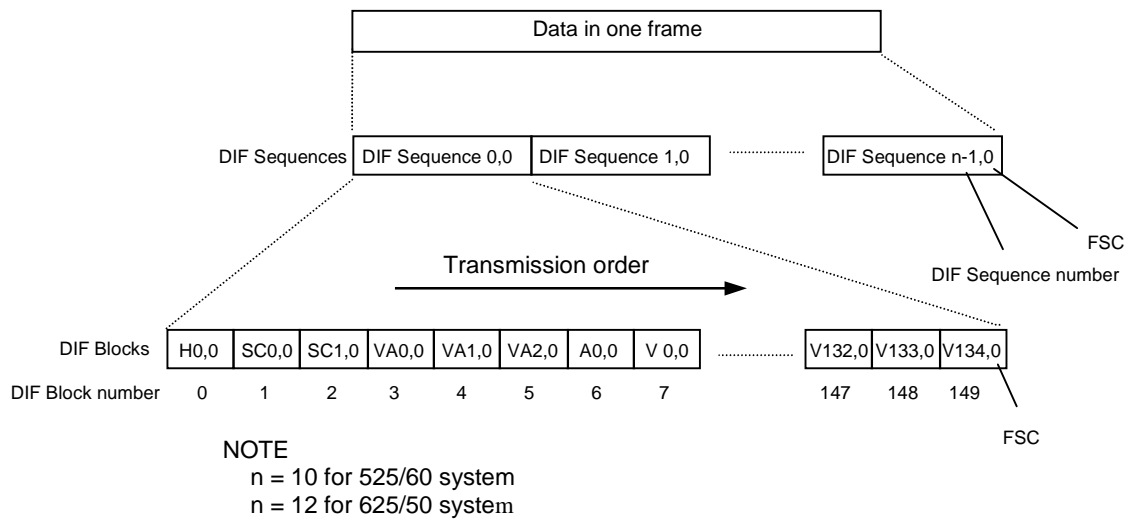 Data in one frame
DIF Sequences DIF Sequence 0,0 DIF Sequence 1,0 DIF Sequence n-1,0
FSC
DIF Sequence number
Transmission order
DIF Blocks H0,0 SC0,0 SC1,0 VA0,0 VA1,0 VA2,0 A0,0 V 0,0 V132,0 V133,0 V134,0
DIF Block number 0 1 2 3 4 5 6 7 147 148 149
FSC
NOTE
n = 10 for 525/60 system
n = 12 for 625/50 system